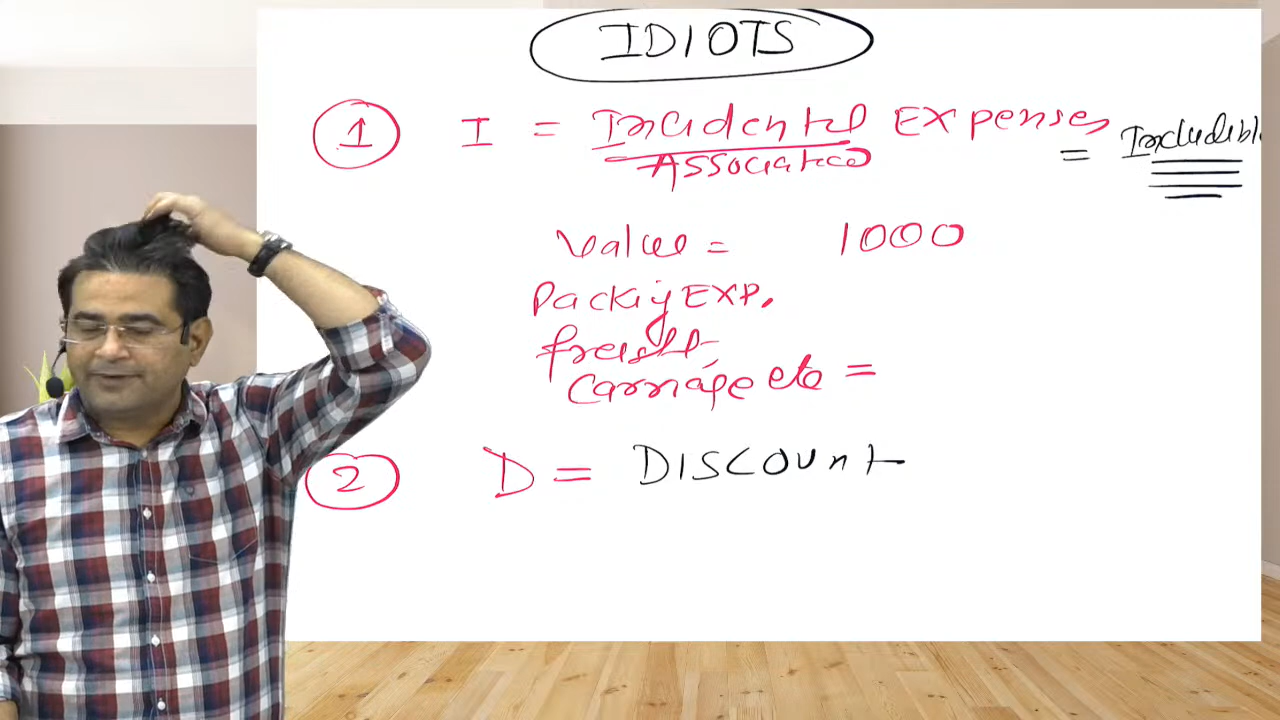 IDIOTS
1 I = Incidental Expenses = Includible
Associated
Value = 1000
Packing EXP.
freight
Carriage etc =
2 D = DISCOUNT